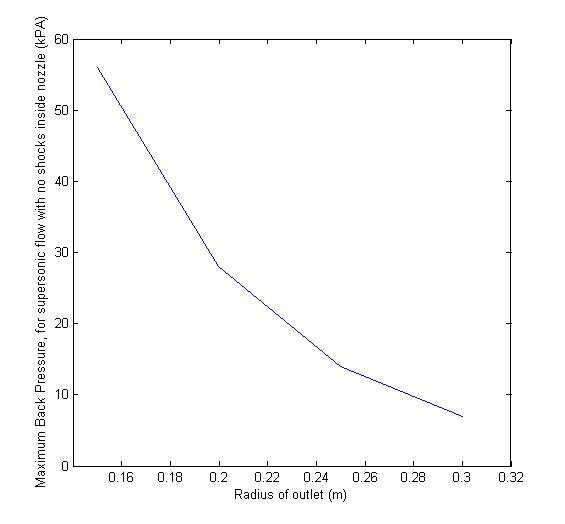 Maximum Back Pressure, for supersonic flow with no shocks inside nozzle (kPA)
60
50
40
30
20
10
0
0.16 0.18 0.2 0.22 0.24 0.26 0.28 0.3 0.32
Radius of outlet (m)